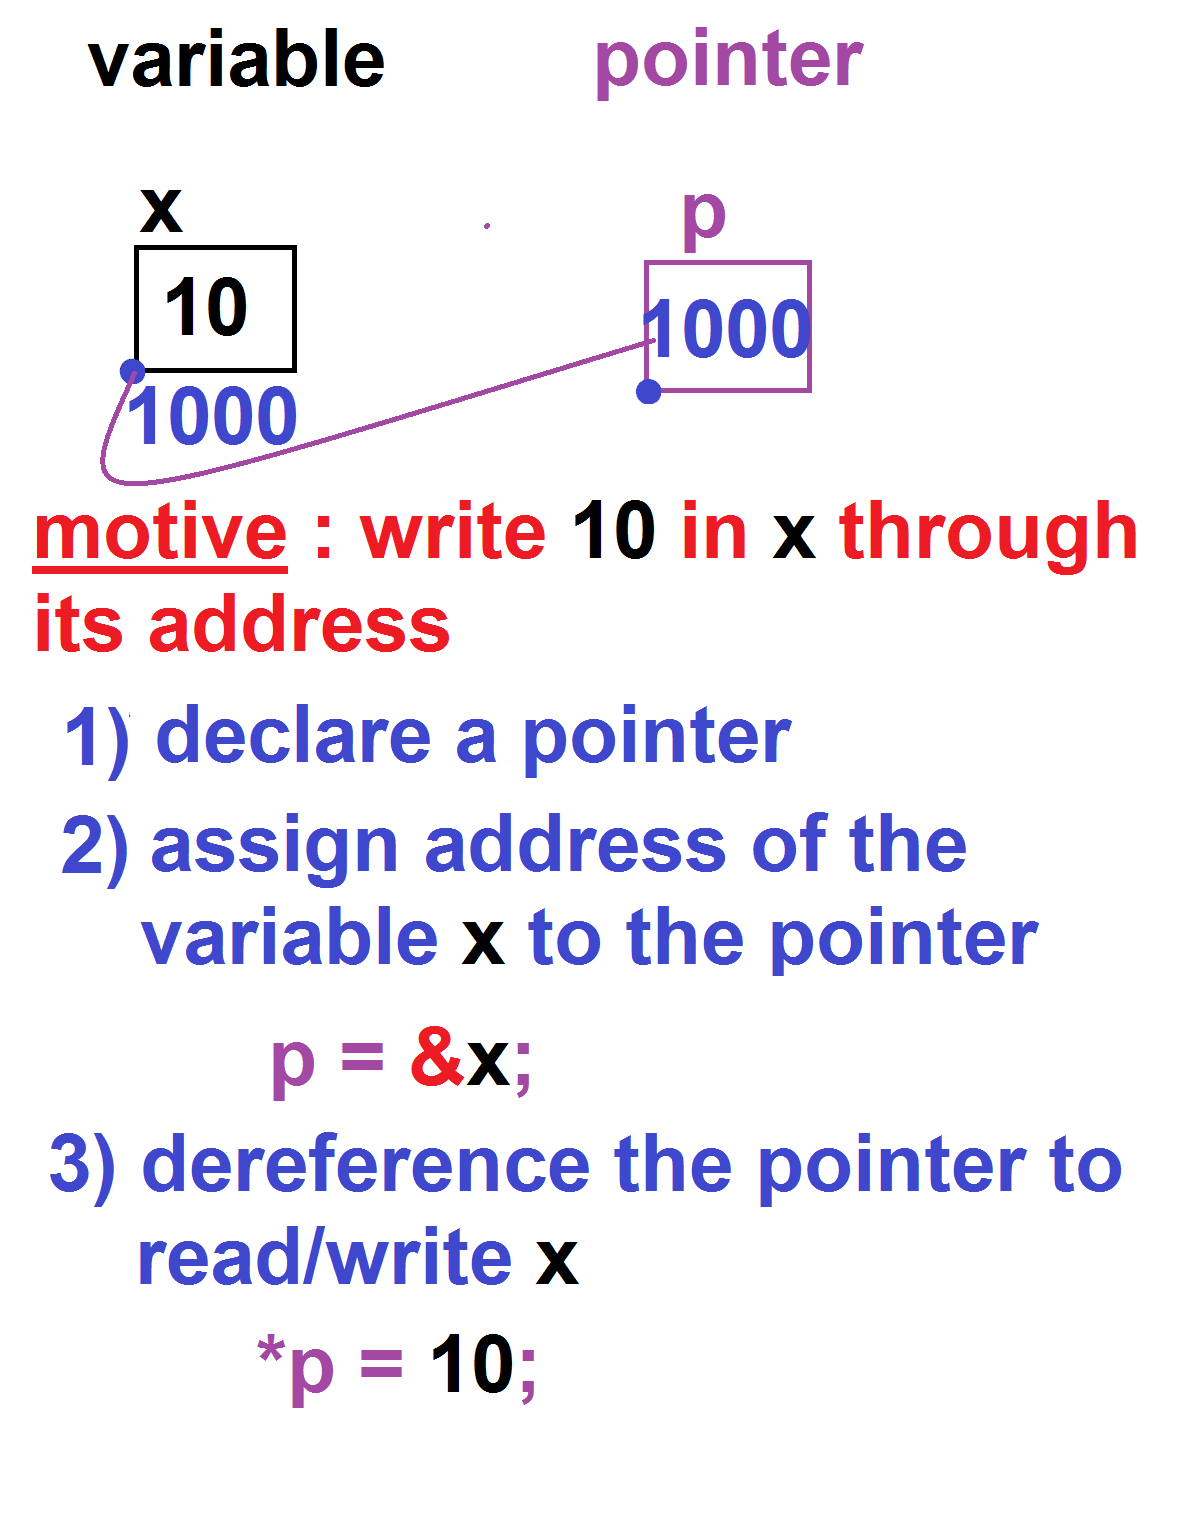 variable pointer
x p
10 1000
1000
motive : write 10 in x through
its address
1) declare a pointer
2) assign address of the
variable x to the pointer
p = &x;
3) dereference the pointer to
read/write x
*p = 10;